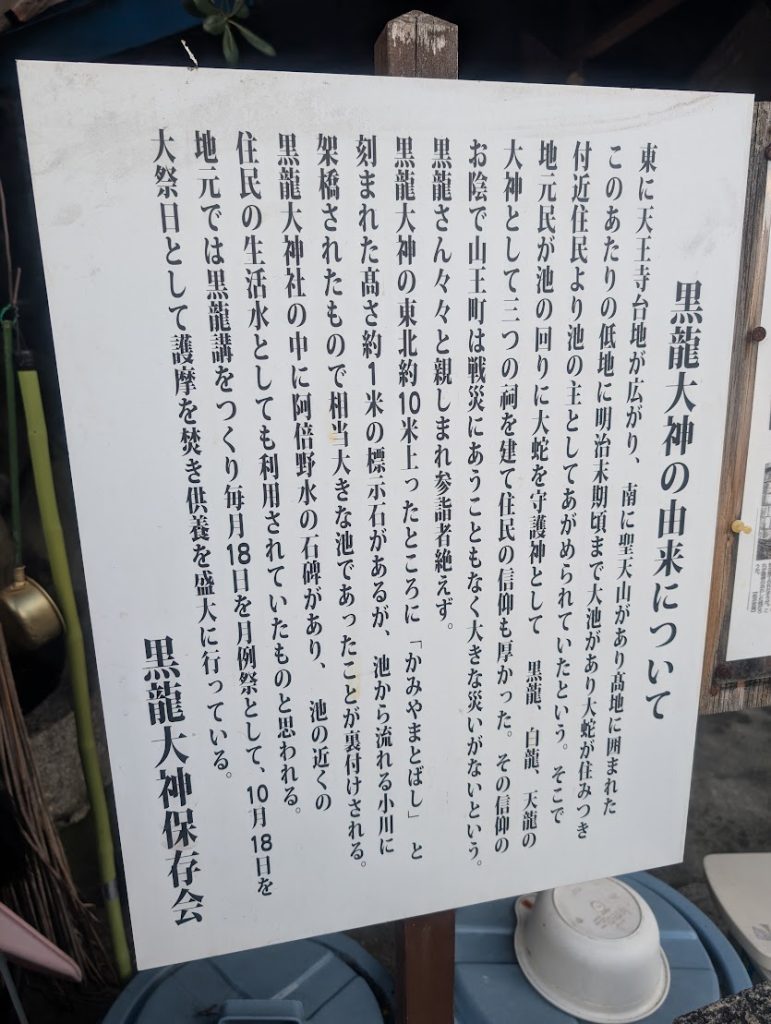 黒龍大神の由来について
東に天王寺台地が広がり、南に聖天山があり髙地に囲まれた
このあたりの低地に明治末期頃まで大池があり大蛇が住みつき
付近住民より池の主としてあがめられていたという。そこで
地元民が池の回りに大蛇を守護神として 黒龍、白龍、天龍の
大神として三つの祠を建て住民の信仰も厚かった。その信仰の
お陰で山王町は戦災にあうこともなく大きな災いがないという。
黒龍さん々々と親しまれ参詣者絶えず。
黒龍大神の東北約10米上ったところに「かみやまとばし」と
刻まれた髙さ約1米の標示石があるが、池から流れる小川に
架橋されたもので相当大きな池であったことが裏付けされる。
黒龍大神社の中に阿倍野水の石碑があり、池の近くの
住民の生活水としても利用されていたものと思われる。
地元では黒龍講をつくり毎月18日を月例祭として、10月18日を
大祭日として護摩を焚き供養を盛大に行っている。
黒龍大神保存会